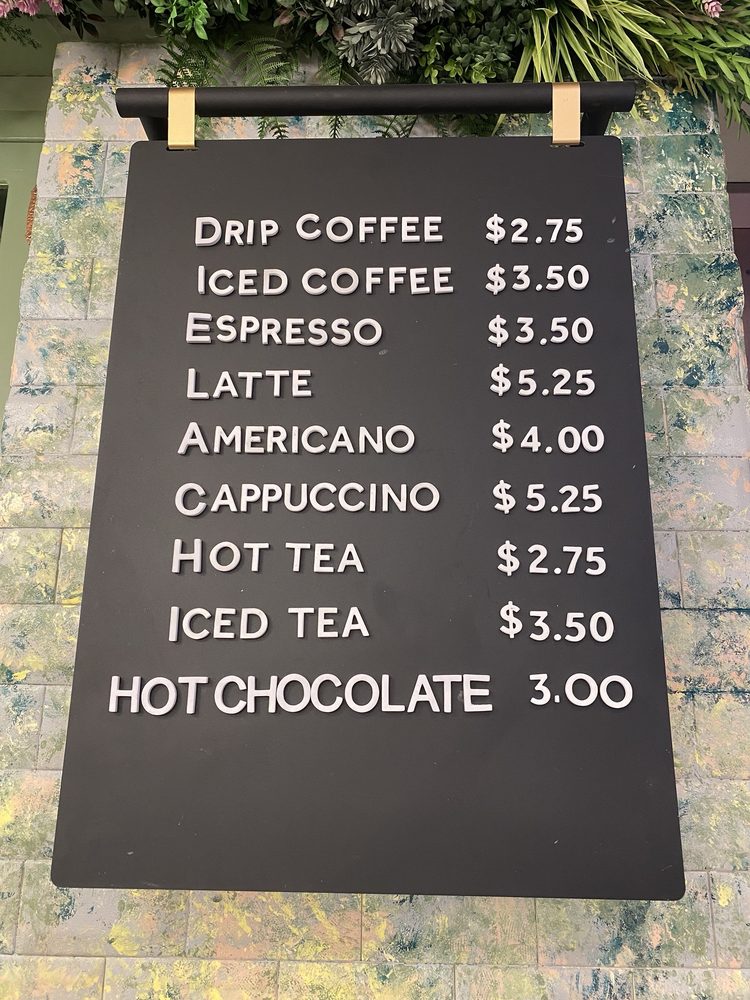 DRIP COFFEE $2.75
ICED COFFEE $3.50
ESPRESSO $3.50
LATTE $5.25
AMERICANO $4.00
CAPPUCCINO $5.25
HOT TEA $2.75
ICED TEA $3.50
HOT CHOCOLATE 3.00